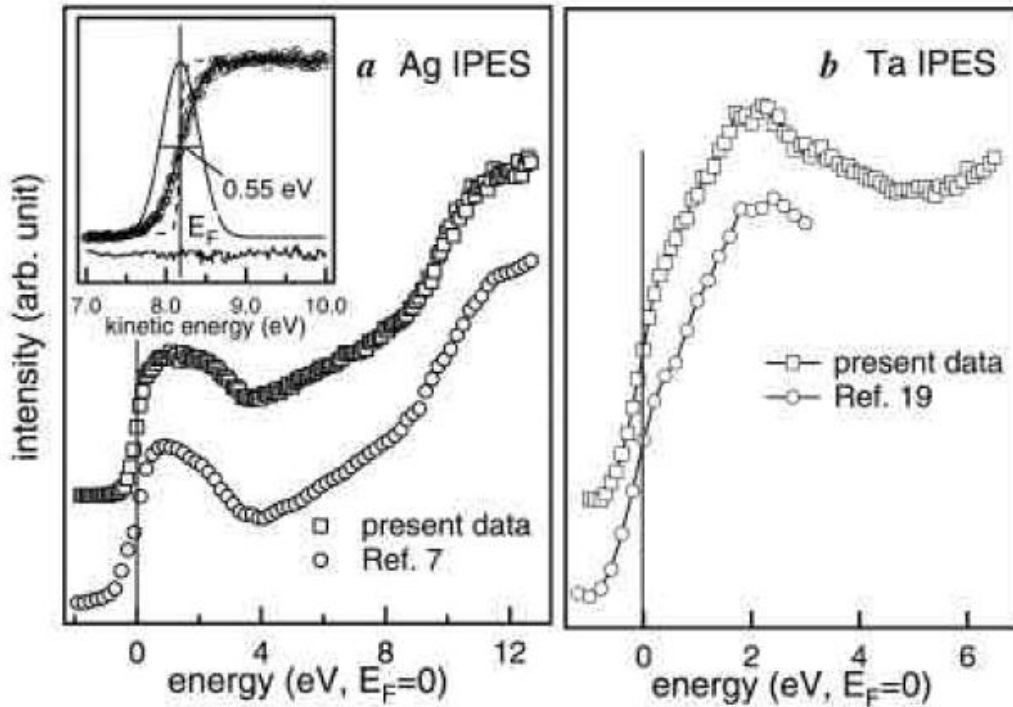 intensity (arb. unit)
a Ag IPES
0.55 eV
E_F
7.0 8.0 9.0 10.0
kinetic energy (eV)
present data
Ref. 7
0 4 8 12
energy (eV, E_F=0)
b Ta IPES
present data
Ref. 19
0 2 4 6
energy (eV, E_F=0)